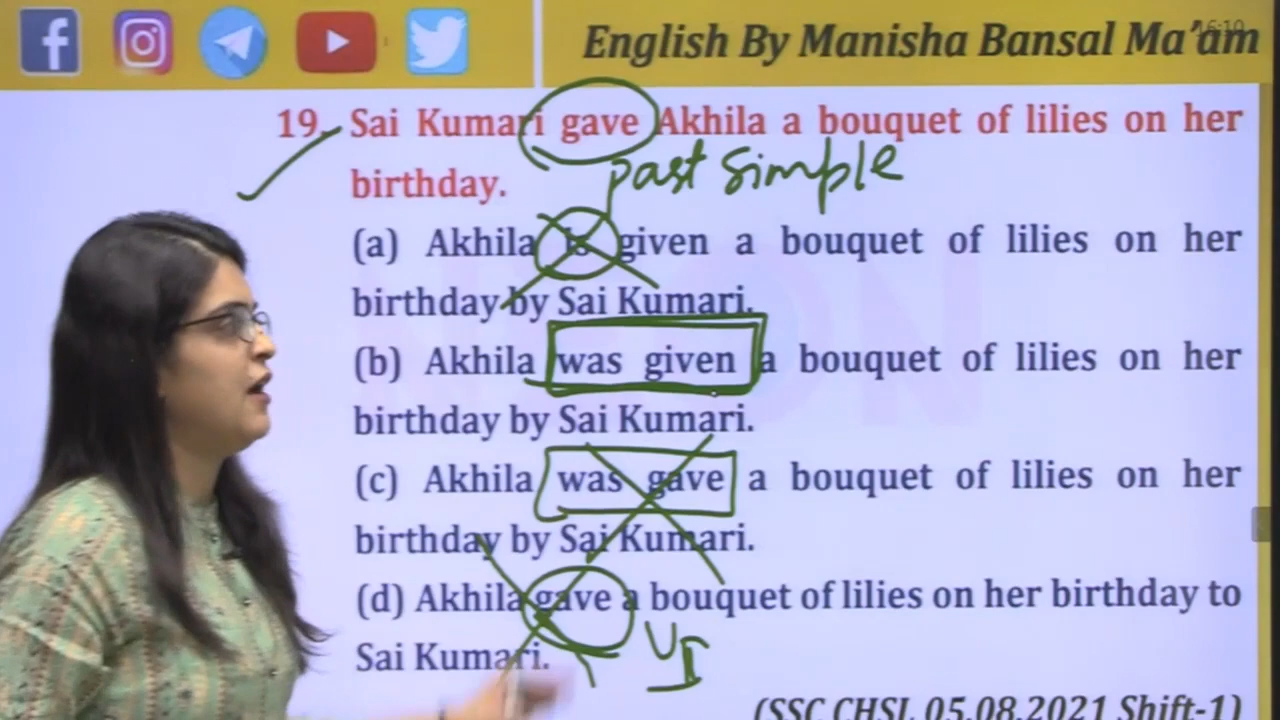 English By Manisha Bansal Ma'am
16:10
19. Sai Kumari gave Akhila a bouquet of lilies on her
birthday.
past simple
(a) Akhila is given a bouquet of lilies on her
birthday by Sai Kumari.
(b) Akhila was given a bouquet of lilies on her
birthday by Sai Kumari.
(c) Akhila was gave a bouquet of lilies on her
birthday by Sai Kumari.
(d) Akhila gave a bouquet of lilies on her birthday to
Sai Kumari.
(SSC CHSL 05.08.2021 Shift-1)